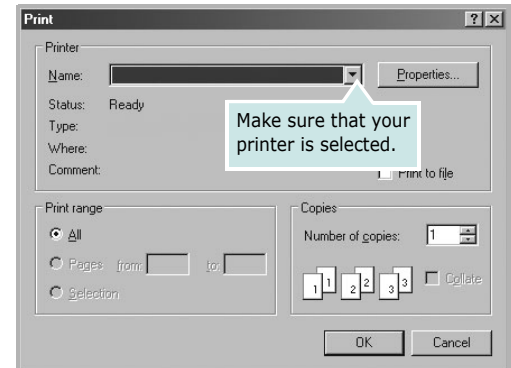 Print
Printer
Name:
Properties...
Status: Ready
Type:
Where:
Comment:
Print to file
Make sure that your
printer is selected.
Print range
All
Pages from: to:
Selection
Copies
Number of copies: 1
1 1 2 2 3 3
Collate
OK Cancel